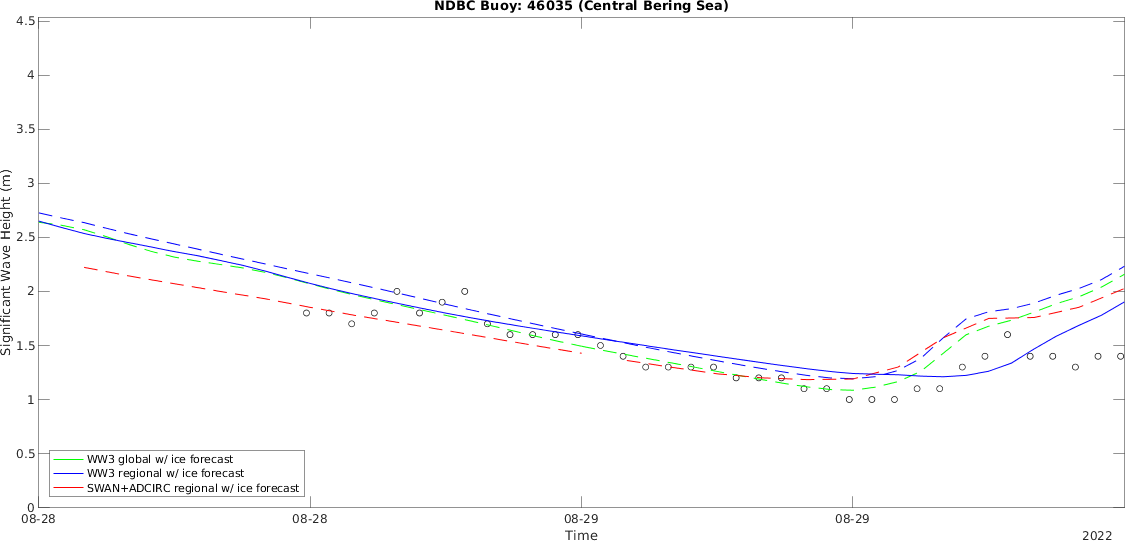 NDBC Buoy: 46035 (Central Bering Sea)
4.5
4
3.5
3
2.5
2
1.5
1
0.5
0
Significant Wave Height (m)
WW3 global w/ ice forecast
WW3 regional w/ ice forecast
SWAN+ADCIRC regional w/ ice forecast
08-28 08-28 08-29 08-29
Time
2022